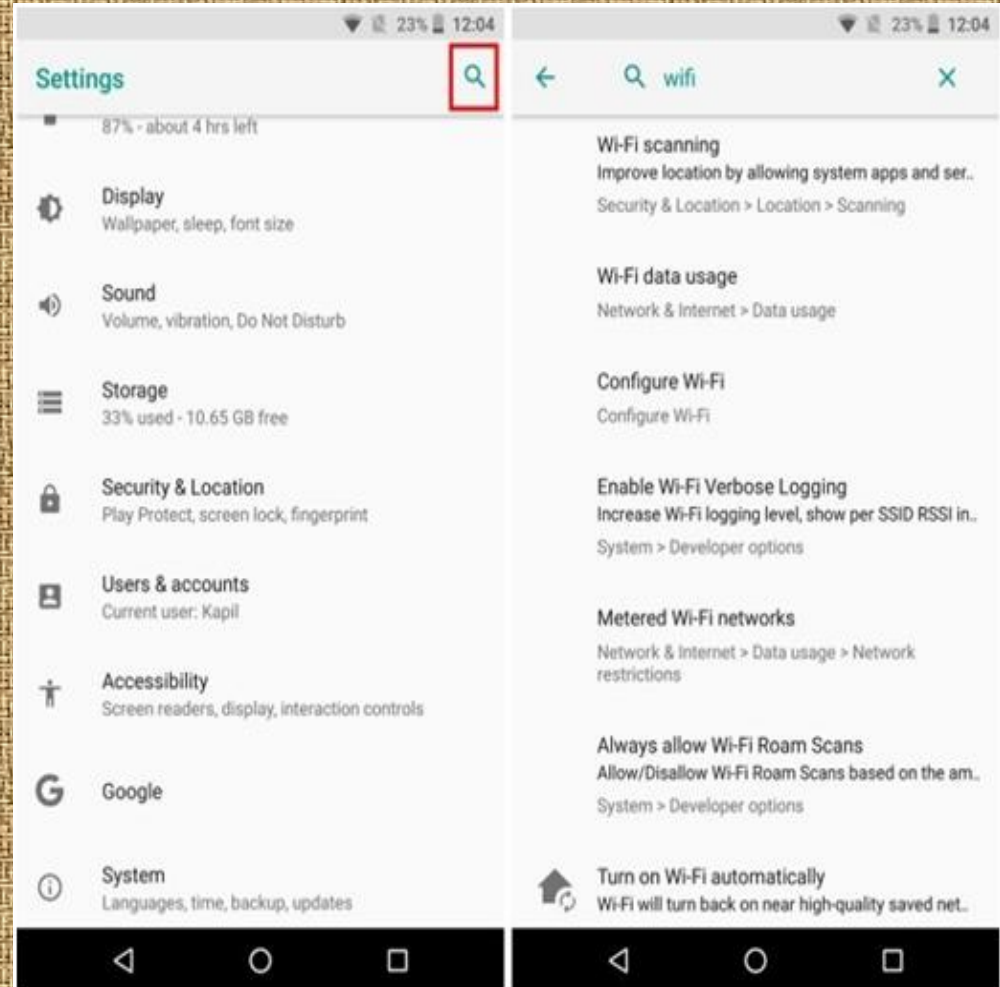 23% 12:04
Settings
87% - about 4 hrs left
Display
Wallpaper, sleep, font size
Sound
Volume, vibration, Do Not Disturb
Storage
33% used - 10.65 GB free
Security & Location
Play Protect, screen lock, fingerprint
Users & accounts
Current user: Kapil
Accessibility
Screen readers, display, interaction controls
G Google
System
Languages, time, backup, updates
23% 12:04
wifi
Wi-Fi scanning
Improve location by allowing system apps and ser..
Security & Location > Location > Scanning
Wi-Fi data usage
Network & Internet > Data usage
Configure Wi-Fi
Configure Wi-Fi
Enable Wi-Fi Verbose Logging
Increase Wi-Fi logging level, show per SSID RSSI in..
System > Developer options
Metered Wi-Fi networks
Network & Internet > Data usage > Network
restrictions
Always allow Wi-Fi Roam Scans
Allow/Disallow Wi-Fi Roam Scans based on the am..
System > Developer options
Turn on Wi-Fi automatically
Wi-Fi will turn back on near high-quality saved net..